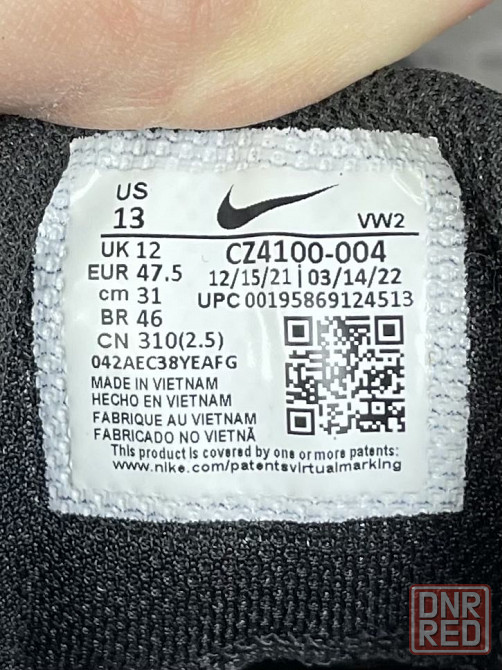 US
13
VW2
UK 12
CZ4100-004
EUR 47.5
12/15/21 | 03/14/22
cm 31
UPC 00195869124513
BR 46
CN 310(2.5)
042AEC38YEAFG
MADE IN VIETNAM
HECHO EN VIETNAM
FABRIQUE AU VIETNAM
FABRICADO NO VIETNÃ
This product is covered by one or more patents:
www.nike.com/patentsvirtualmarking
DNR
RED